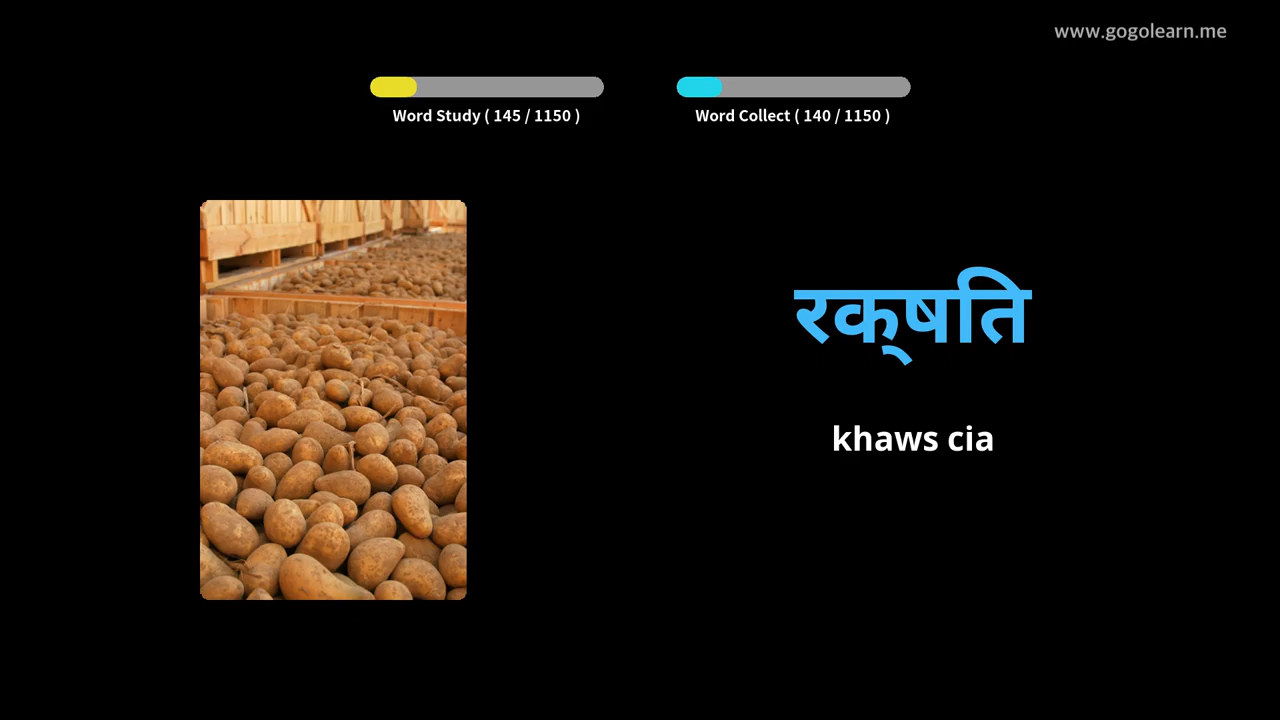 www.gogolearn.me
Word Study ( 145 / 1150 )
Word Collect ( 140 / 1150 )
रक्षति
khaws cia